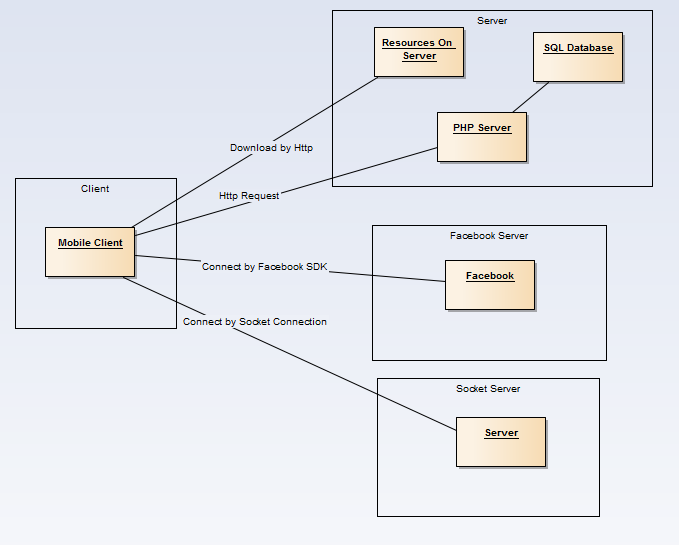 Server
Resources On
Server
SQL Database
PHP Server
Download by Http
Http Request
Client
Mobile Client
Facebook Server
Connect by Facebook SDK
Facebook
Connect by Socket Connection
Socket Server
Server